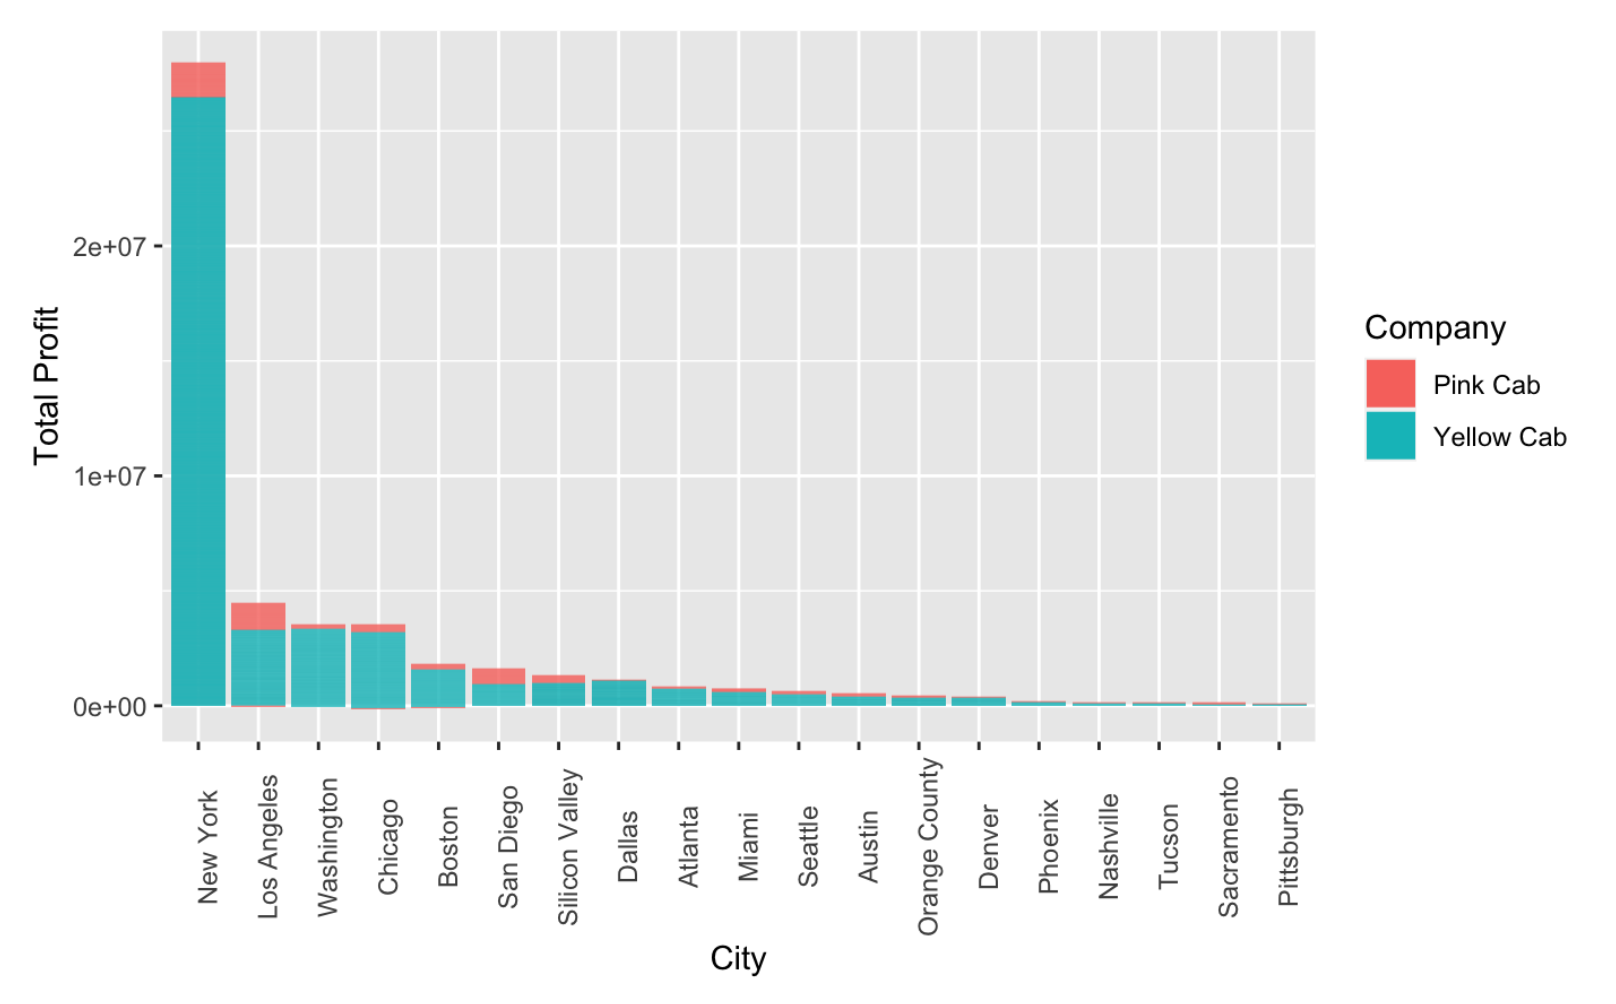 Total Profit
2e+07
1e+07
0e+00
New York
Los Angeles
Washington
Chicago
Boston
San Diego
Silicon Valley
Dallas
Atlanta
Miami
Seattle
Austin
Orange County
Denver
Phoenix
Nashville
Tucson
Sacramento
Pittsburgh
City
Company
Pink Cab
Yellow Cab